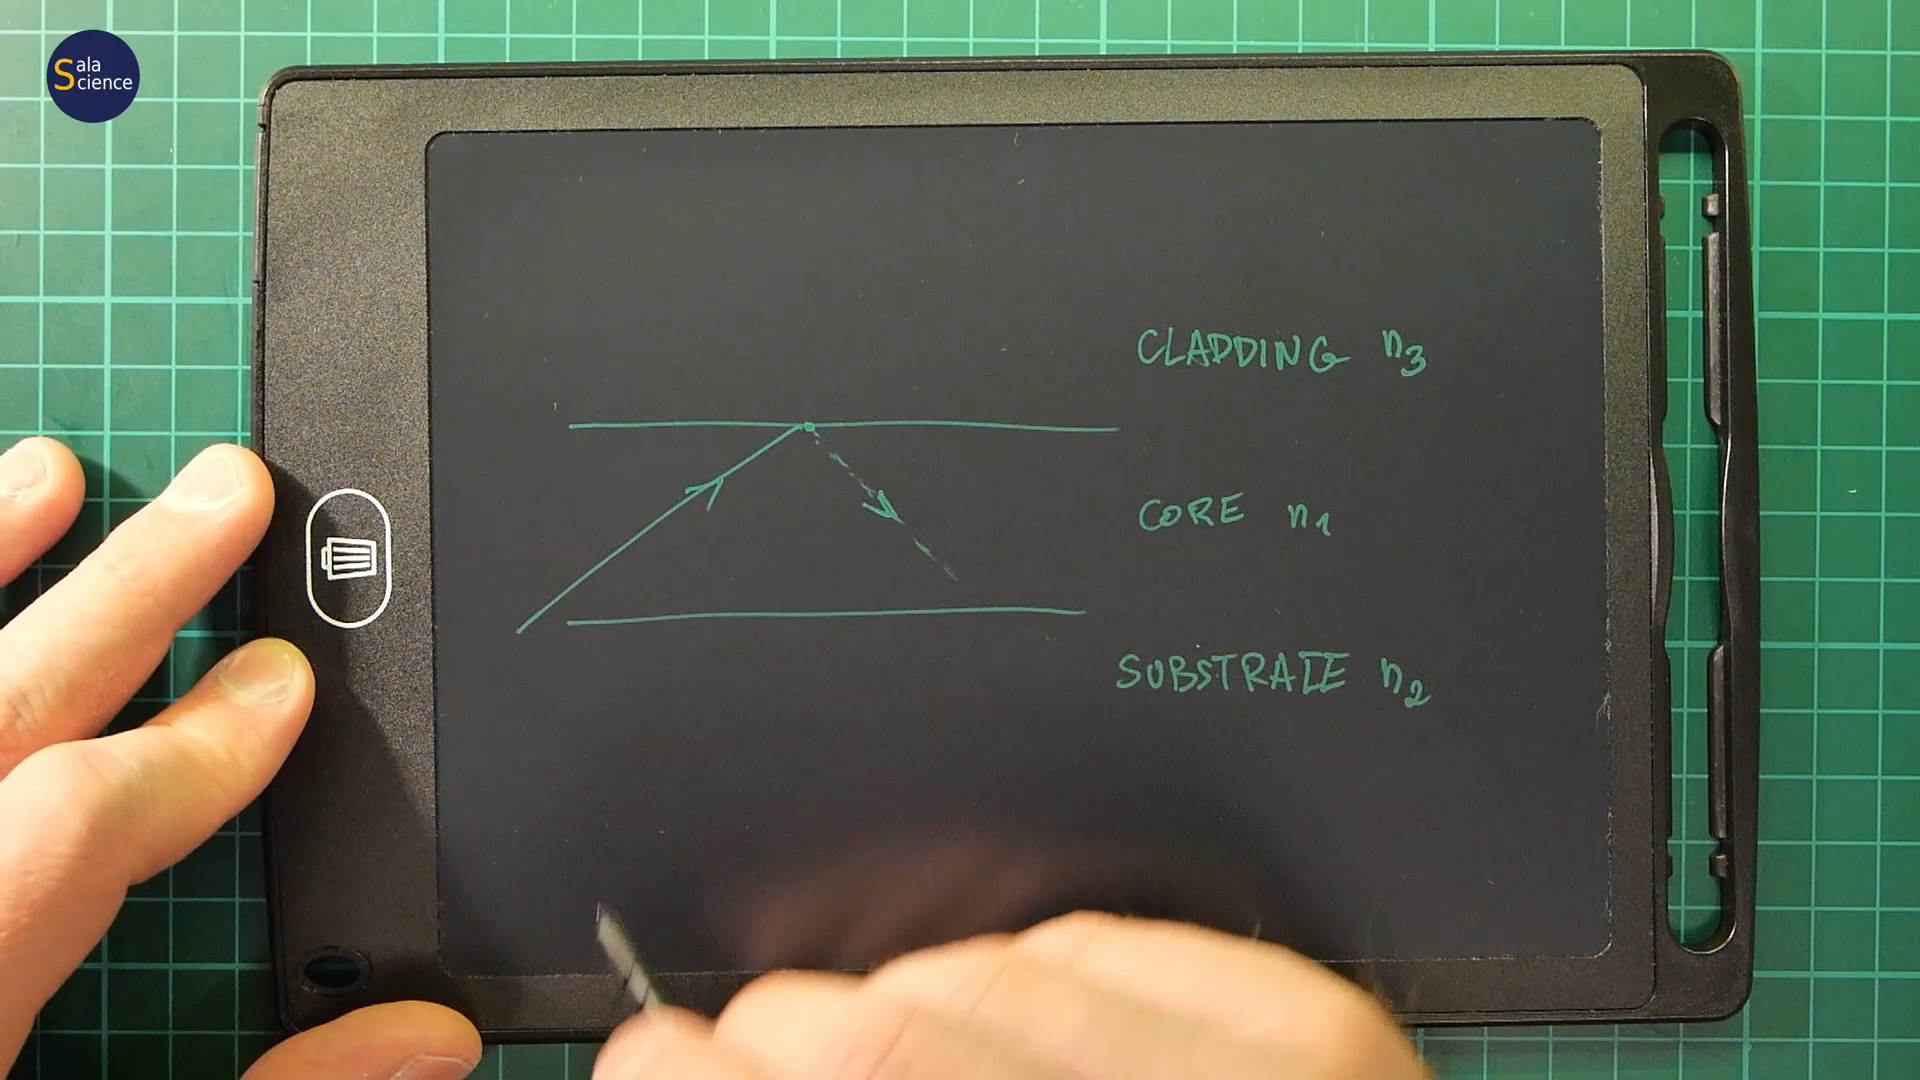 Sala
Science
CLADDING n3
CORE n1
SUBSTRATE n2